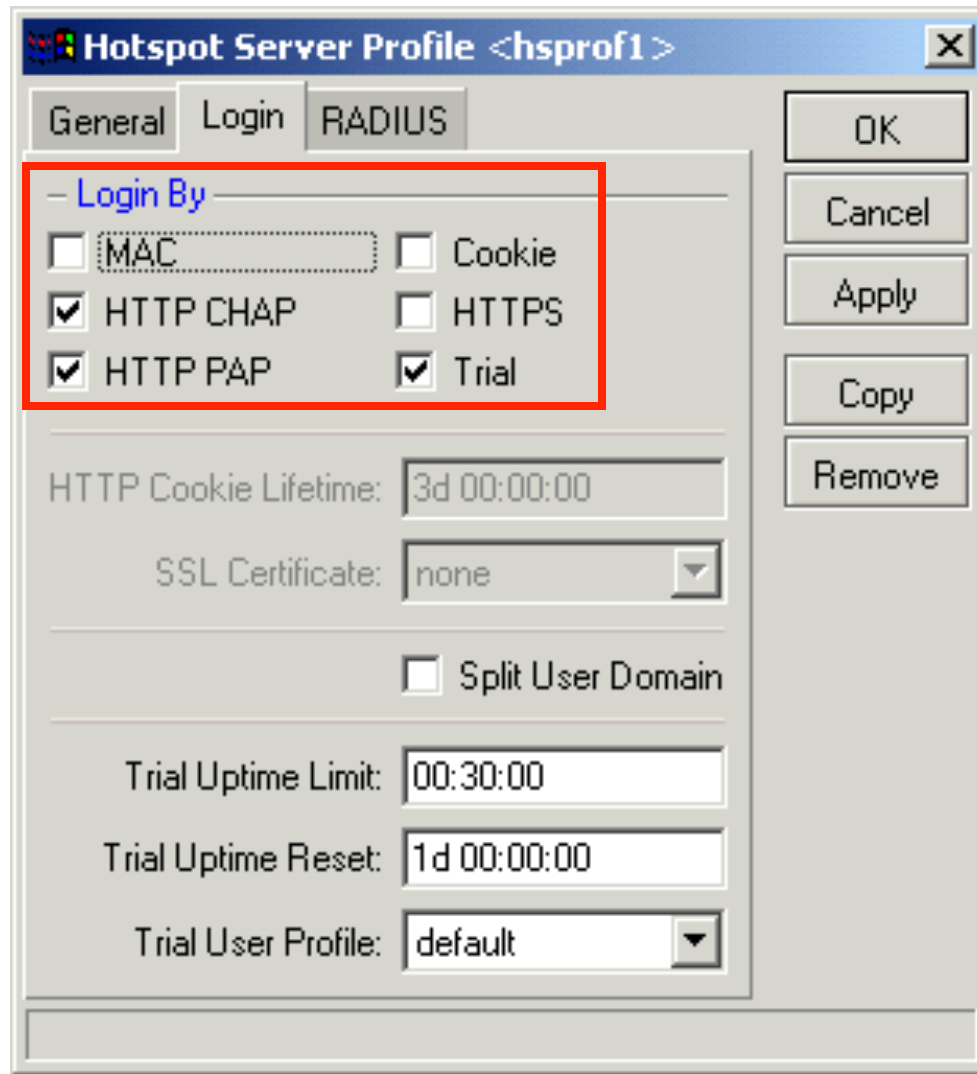 Hotspot Server Profile <hsprof1>
General Login RADIUS
OK
Login By
Cancel
MAC Cookie
HTTP CHAP HTTPS
Apply
HTTP PAP Trial
Copy
HTTP Cookie Lifetime: 3d 00:00:00
Remove
SSL Certificate: none
Split User Domain
Trial Uptime Limit: 00:30:00
Trial Uptime Reset: 1d 00:00:00
Trial User Profile: default